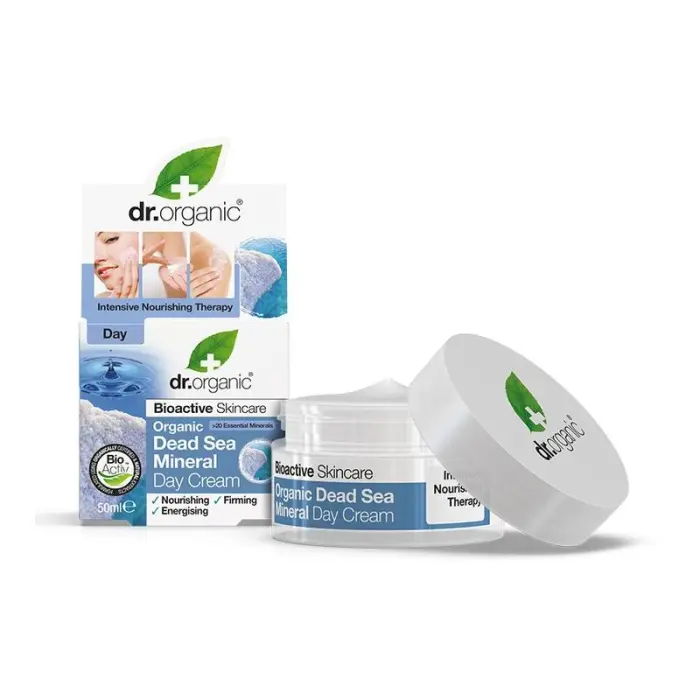 dr.organic®
Intensive Nourishing Therapy
Day
dr.organic®
Bioactive Skincare
Organic >20 Essential Minerals
Dead Sea
Mineral
Day Cream
✓Nourishing ✓Firming
✓Energising
Bio
Activ
50ml℮
Bioactive Skincare
Organic Dead Sea
Mineral Day Cream
Nourish
Therapy
dr.organic®